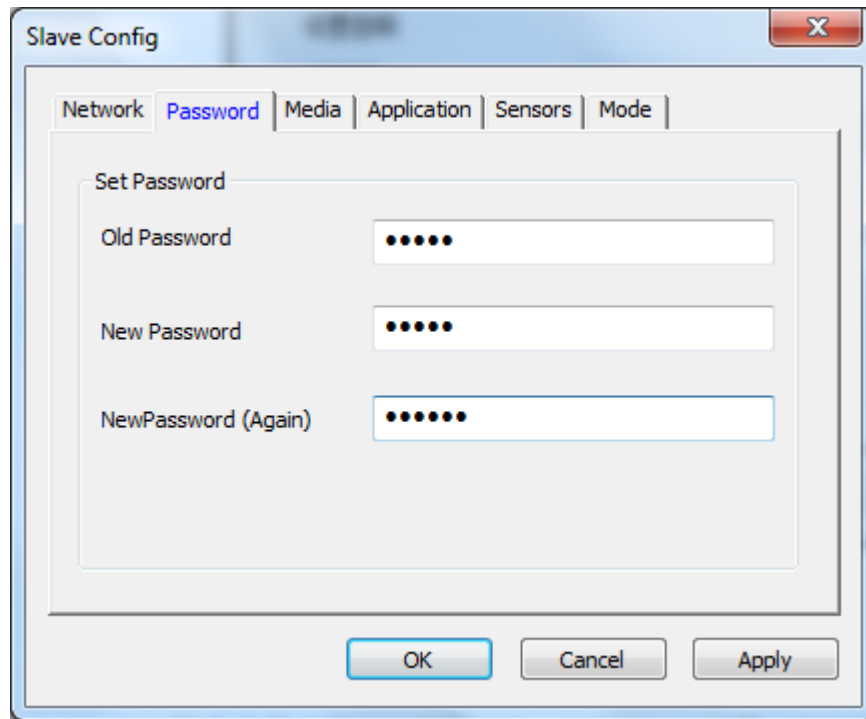 Slave Config
Network Password Media Application Sensors Mode
Set Password
Old Password •••••
New Password •••••
NewPassword (Again) ••••••
OK Cancel Apply